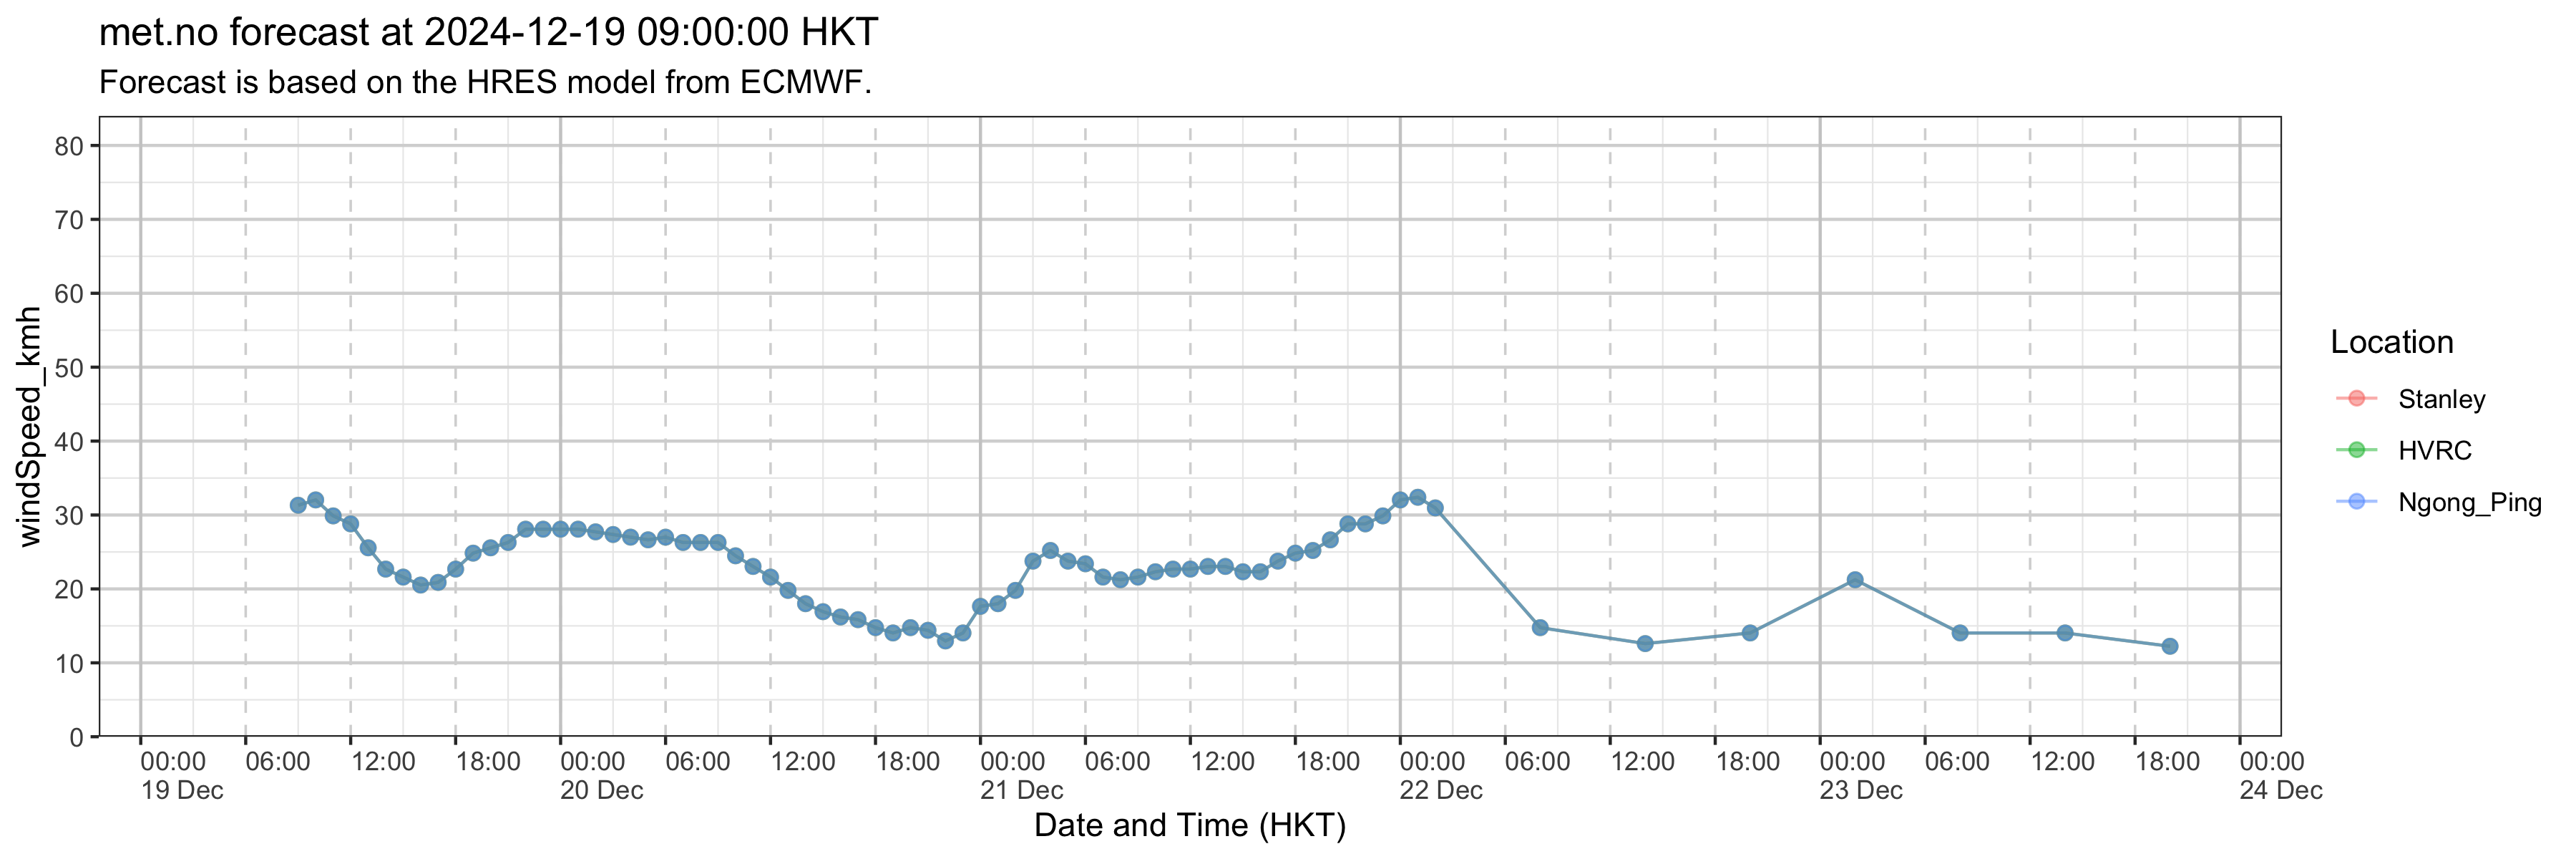 met.no forecast at 2024-12-19 09:00:00 HKT
Forecast is based on the HRES model from ECMWF.
windSpeed_kmh
80
70
60
50
40
30
20
10
0
00:00 06:00 12:00 18:00 00:00 06:00 12:00 18:00 00:00 06:00 12:00 18:00 00:00 06:00 12:00 18:00 00:00 06:00 12:00 18:00 00:00
19 Dec 20 Dec 21 Dec 22 Dec 23 Dec 24 Dec
Date and Time (HKT)
Location
Stanley
HVRC
Ngong_Ping